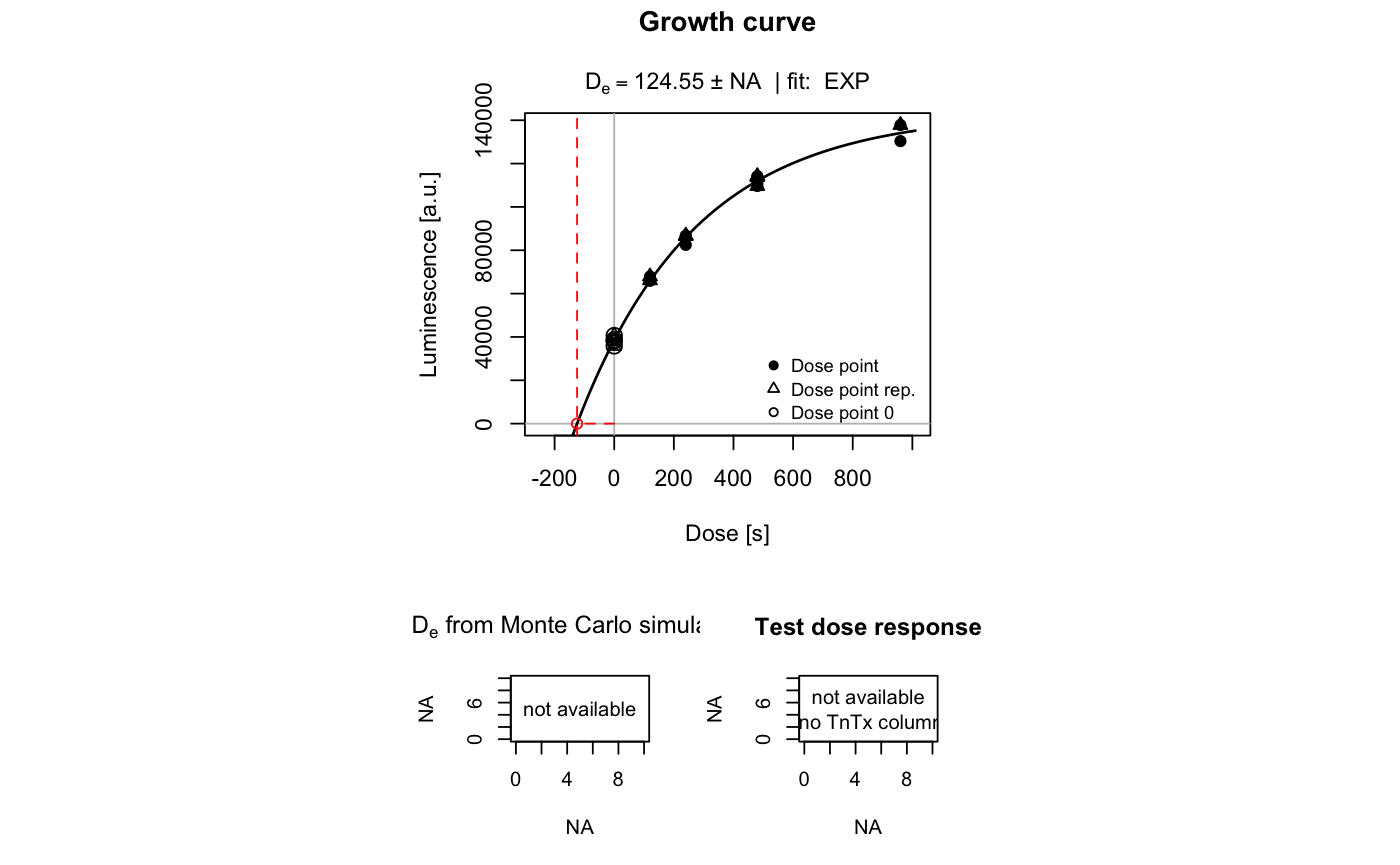 Growth curve
De = 124.55 ± NA | fit: EXP
Luminescence [a.u.]
140000
80000
40000
0
Dose point
Dose point rep.
Dose point 0
-200 0 200 400 600 800
Dose [s]
De from Monte Carlo simula
NA
6
0
not available
0 4 8
NA
Test dose response
NA
6
0
not available
no TnTx column
0 4 8
NA